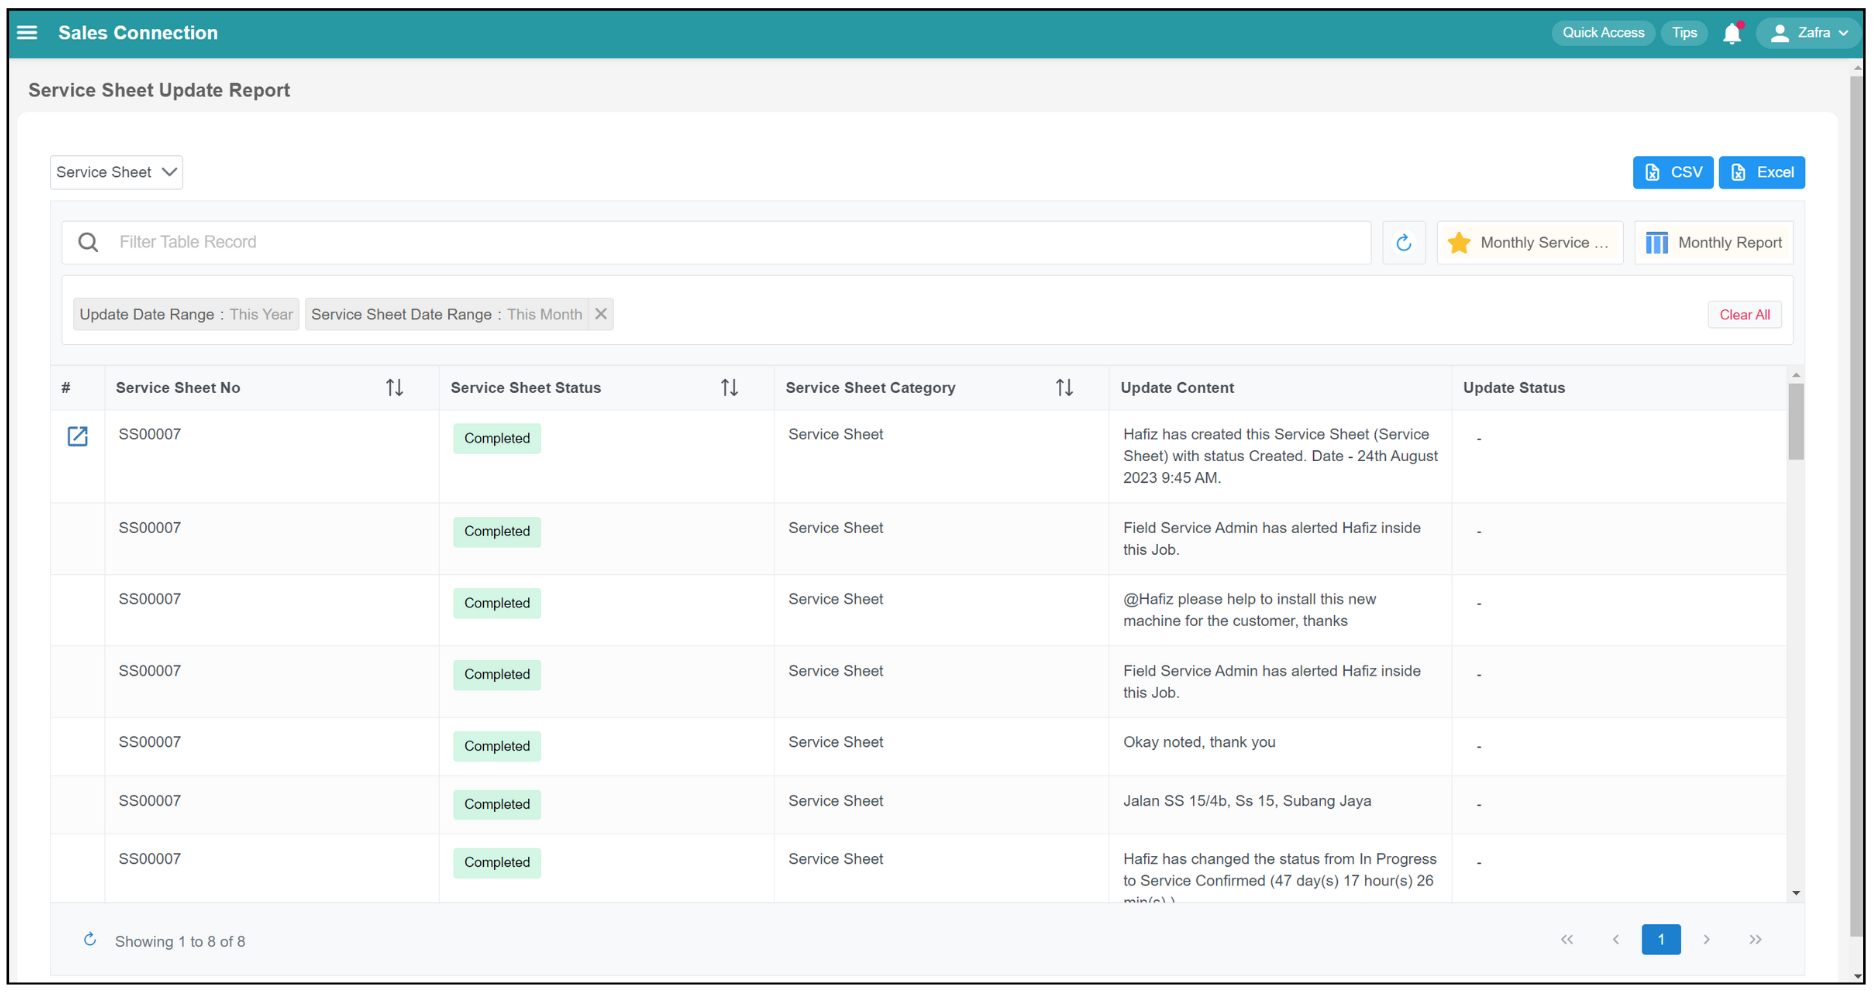 Sales Connection
Quick Access
Tips
Zafra
Service Sheet Update Report
Service Sheet
CSV
Excel
Filter Table Record
Monthly Service ...
Monthly Report
Update Date Range : This Year
Service Sheet Date Range : This Month
Clear All
# Service Sheet No Service Sheet Status Service Sheet Category Update Content Update Status
SS00007 Completed Service Sheet Hafiz has created this Service Sheet (Service -
Sheet) with status Created. Date - 24th August
2023 9:45 AM.
SS00007 Completed Service Sheet Field Service Admin has alerted Hafiz inside -
this Job.
SS00007 Completed Service Sheet @Hafiz please help to install this new -
machine for the customer, thanks
SS00007 Completed Service Sheet Field Service Admin has alerted Hafiz inside -
this Job.
SS00007 Completed Service Sheet Okay noted, thank you -
SS00007 Completed Service Sheet Jalan SS 15/4b, Ss 15, Subang Jaya -
SS00007 Completed Service Sheet Hafiz has changed the status from In Progress -
to Service Confirmed (47 day(s) 17 hour(s) 26
min(s) )
Showing 1 to 8 of 8
1